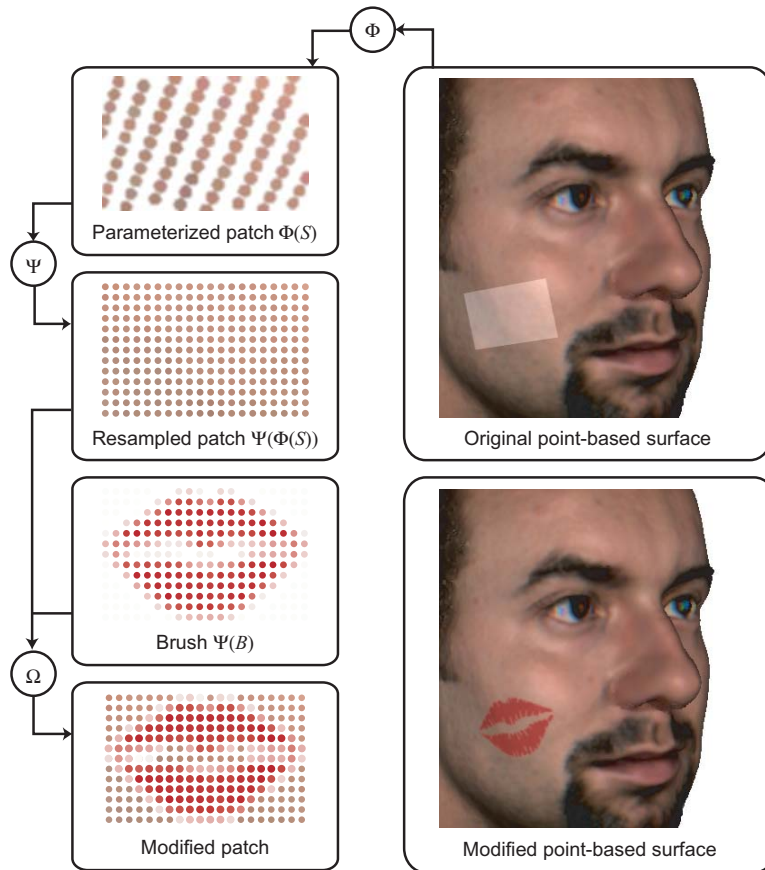 Φ
Parameterized patch Φ(S)
Ψ
Resampled patch Ψ(Φ(S))
Original point-based surface
Brush Ψ(B)
Ω
Modified patch
Modified point-based surface